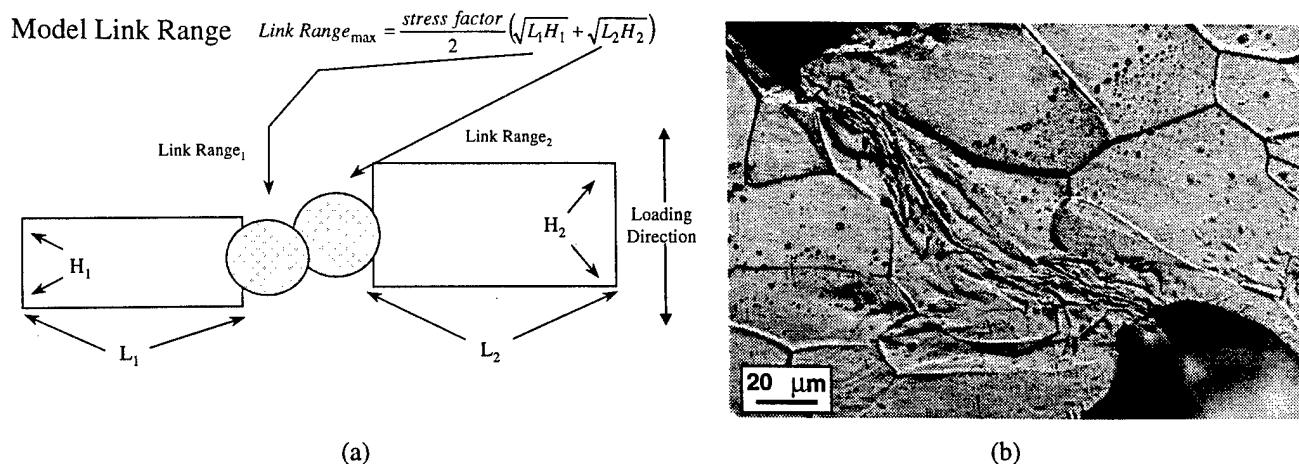 Model Link Range
Link Range_max = stress factor / 2 (√L₁H₁ + √L₂H₂)
Link Range₁
Link Range₂
H₁
H₂
Loading
Direction
L₁
L₂
20 μm
(a)
(b)